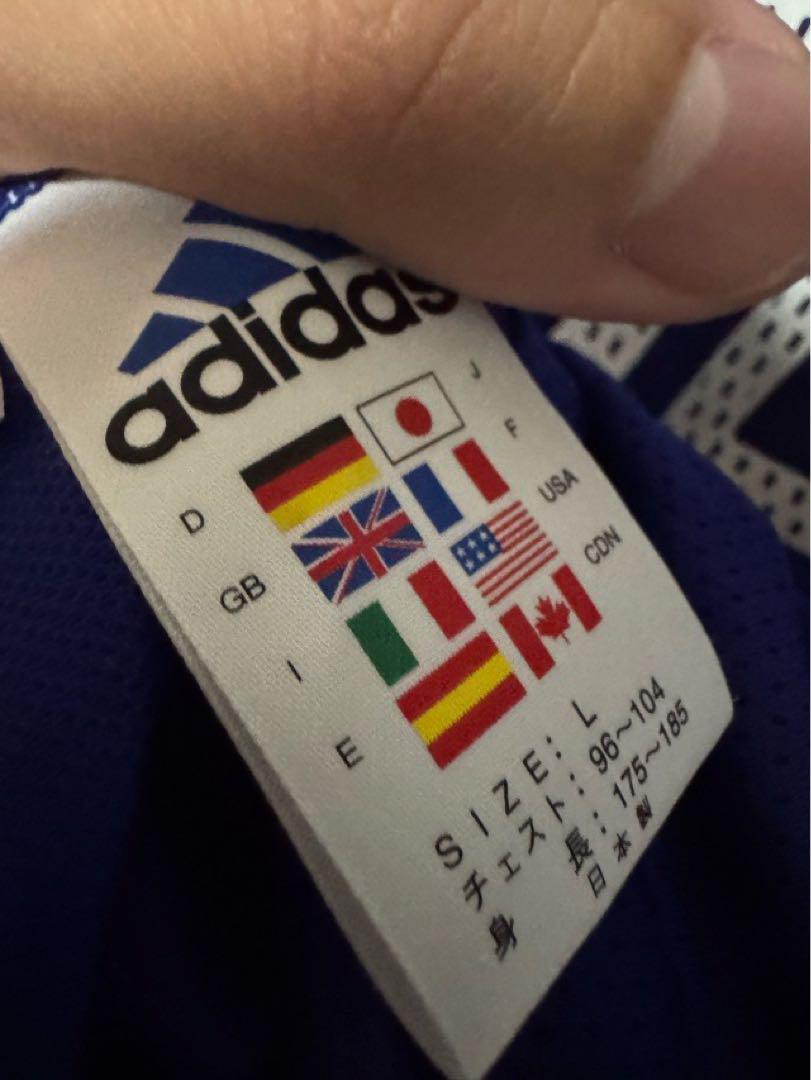 adidas
D J
GB F
I USA
E CDN
SIZE: L
チェスト: 96~104
身 長: 175~185
日本製